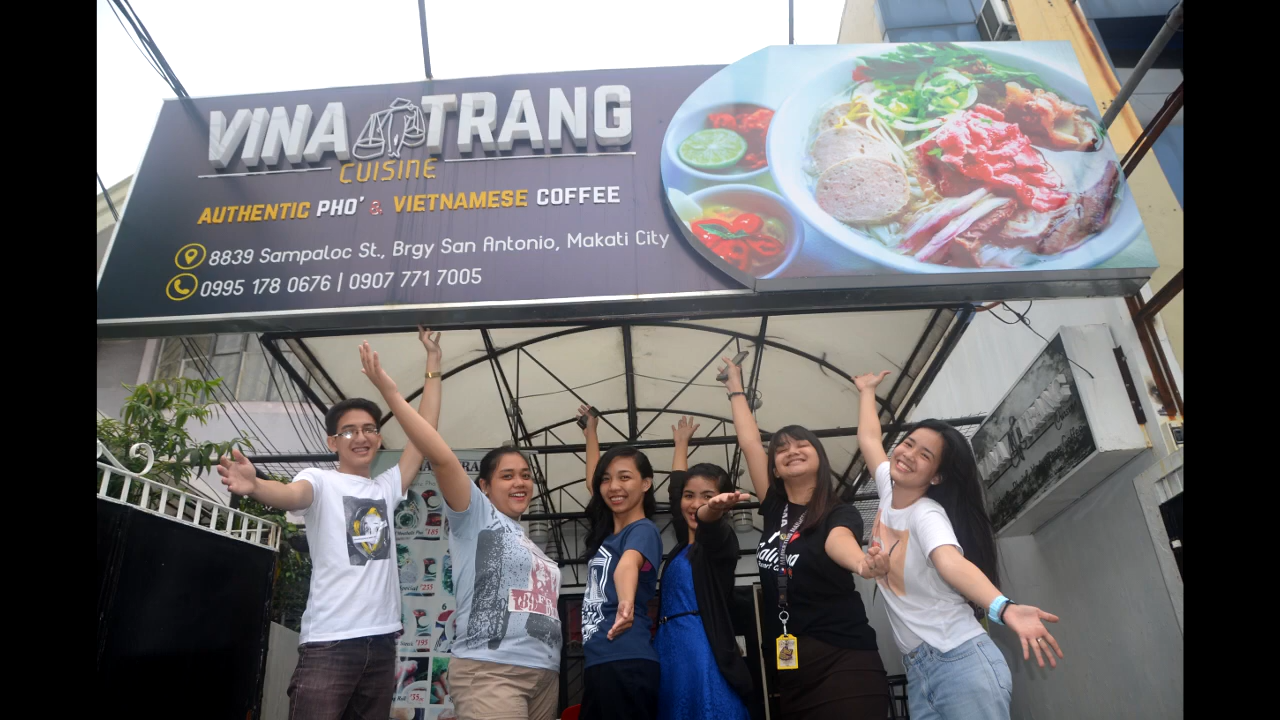 VINA TRANG
CUISINE
AUTHENTIC PHO' & VIETNAMESE COFFEE
8839 Sampaloc St., Brgy San Antonio, Makati City
0995 178 0676 | 0907 771 7005